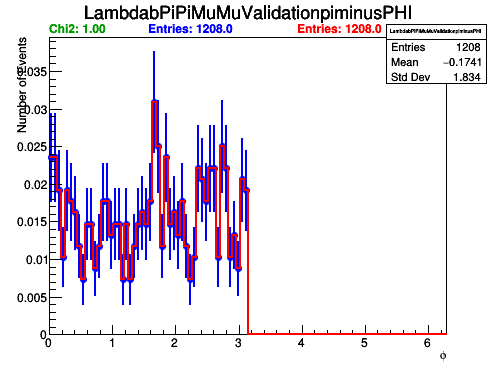 LambdabPiPiMuMuValidationpiminusPHI
Chi2: 1.00 Entries: 1208.0 Entries: 1208.0
LambdabPiPiMuMuValidationpiminusPHI
Entries 1208
Mean −0.1741
Std Dev 1.834
Number of Events
0.035
0.03
0.025
0.02
0.015
0.01
0.005
0
0 1 2 3 4 5 6
ϕ